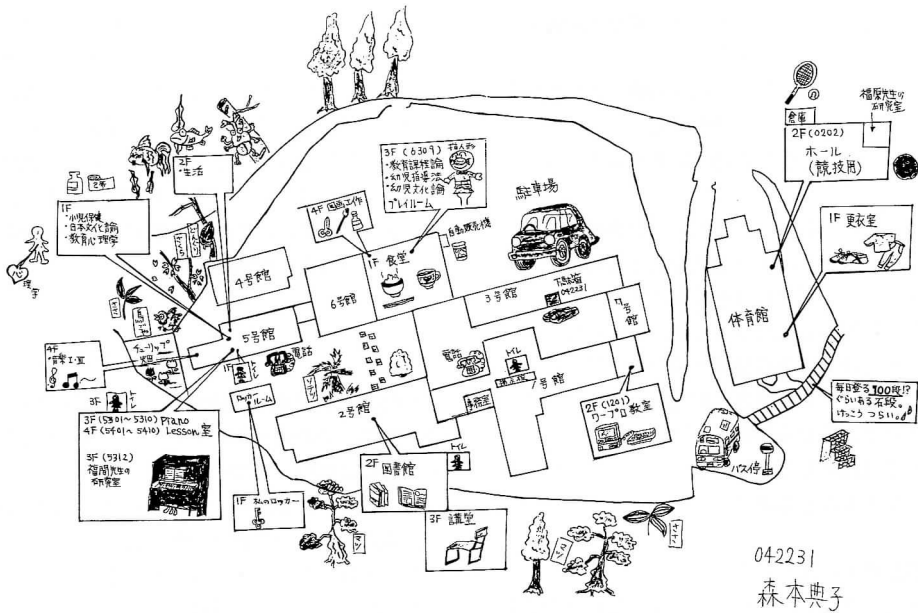 福原先生の
研究室
倉庫
2F(0202)
ホール
(競技用)
1F 更衣室
体育館
毎日登る100段!?
ぐらいある石段。
けっこう つらい。
バス停
3F (6309)
・教育課程論
・幼児指導法
・幼児文化論
プレイルーム
駐車場
自動販売機
4F 図画工作
1F 食堂
2F
・生活
1F
・小児保健
・日本文化論
・教育心理学
4号館
6号館
3号館
下駄箱
042231
5号館
電話
電話
トイレ
事務室
1号館
2F (1201)
ワープロ教室
チューリップ
畑
4F
・音楽Ⅰ・Ⅱ
1F
トイレ
ロッカー
ルーム
2号館
3F
トイレ
3F (5301〜5310) Piano
4F (5401〜5410) Lesson室
3F (5312)
福間先生の
研究室
1F 私のロッカー
2F 図書館
トイレ
3F 講堂
マツ
マツ
ササ
ササ
042231
森本典子